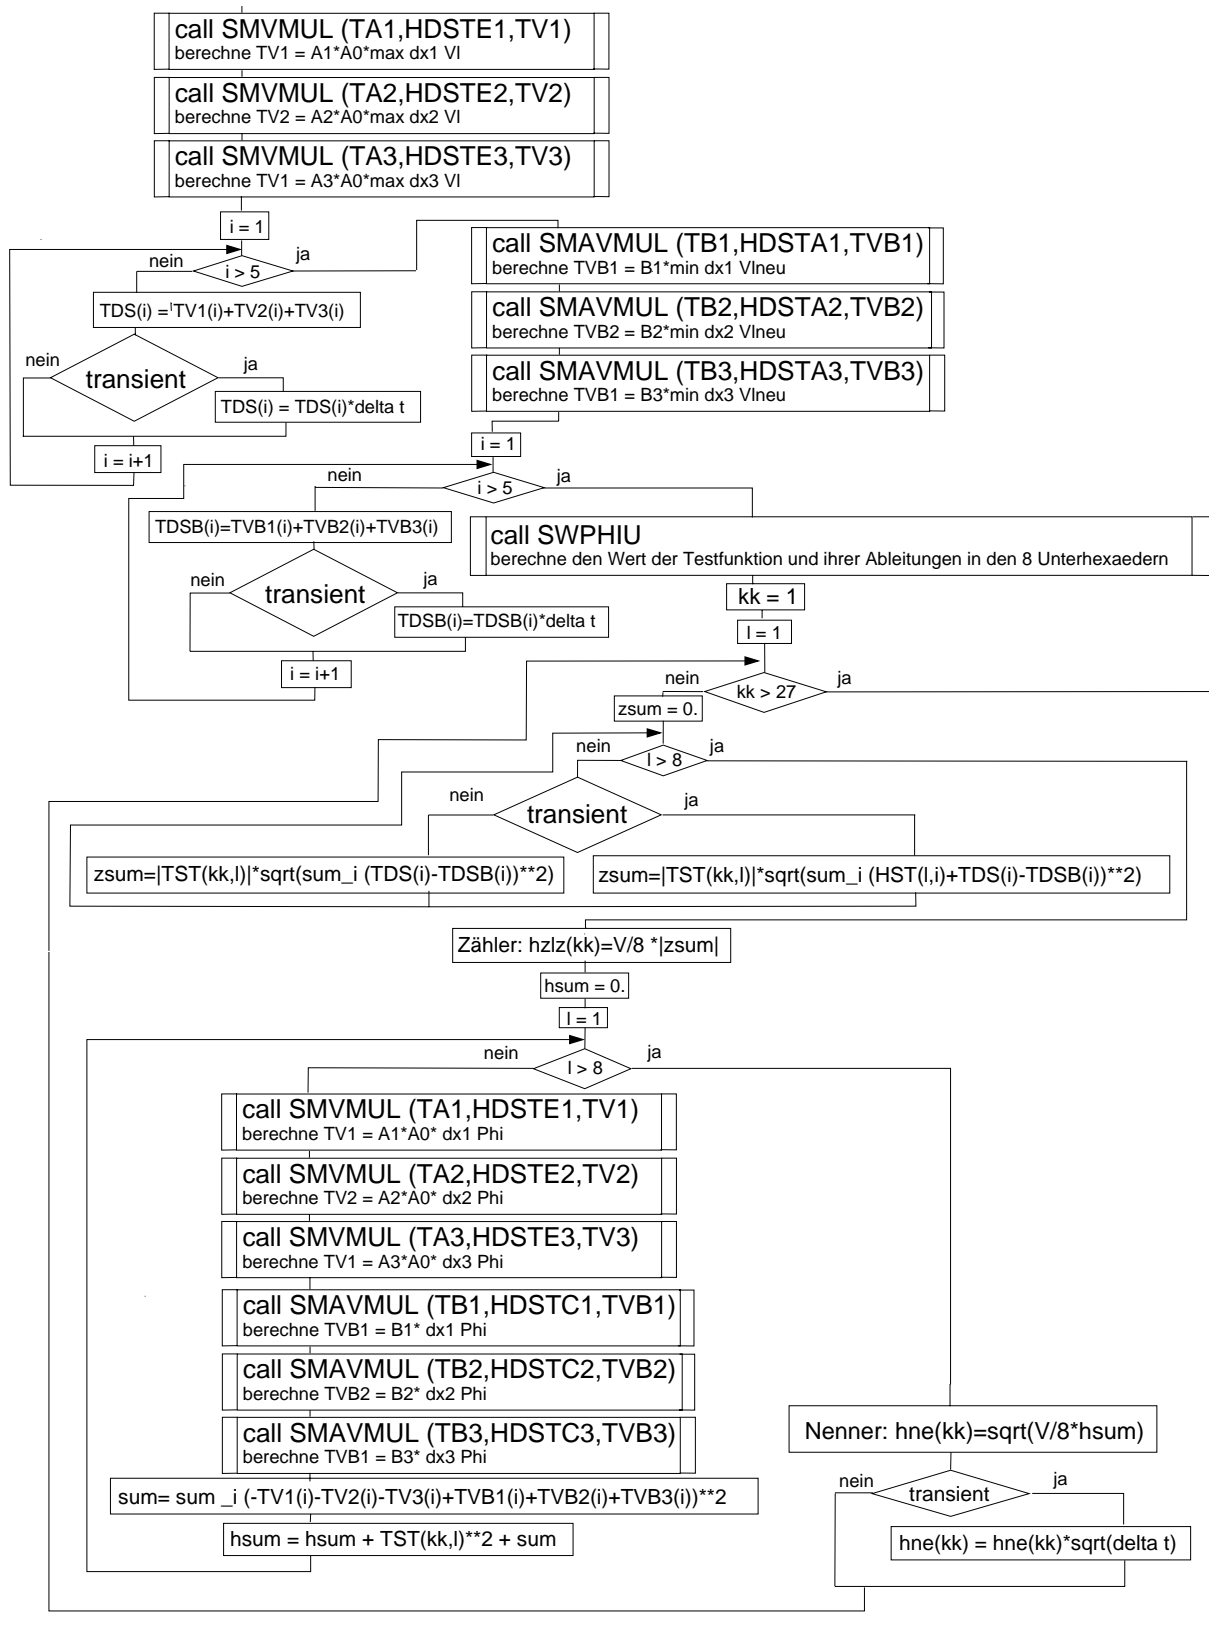 call SMVMUL (TA1,HDSTE1,TV1)
berechne TV1 = A1*A0*max dx1 Vl
call SMVMUL (TA2,HDSTE2,TV2)
berechne TV2 = A2*A0*max dx2 Vl
call SMVMUL (TA3,HDSTE3,TV3)
berechne TV1 = A3*A0*max dx3 Vl
i = 1
nein
ja
i > 5
TDS(i) = TV1(i)+TV2(i)+TV3(i)
nein
ja
transient
TDS(i) = TDS(i)*delta t
i = i+1
call SMAVMUL (TB1,HDSTA1,TVB1)
berechne TVB1 = B1*min dx1 Vlneu
call SMAVMUL (TB2,HDSTA2,TVB2)
berechne TVB2 = B2*min dx2 Vlneu
call SMAVMUL (TB3,HDSTA3,TVB3)
berechne TVB1 = B3*min dx3 Vlneu
i = 1
nein
ja
i > 5
TDSB(i)=TVB1(i)+TVB2(i)+TVB3(i)
nein
ja
transient
TDSB(i)=TDSB(i)*delta t
i = i+1
call SWPHIU
berechne den Wert der Testfunktion und ihrer Ableitungen in den 8 Unterhexaedern
kk = 1
l = 1
nein
ja
kk > 27
zsum = 0.
nein
ja
l > 8
nein
ja
transient
zsum=|TST(kk,l)|*sqrt(sum_i (TDS(i)-TDSB(i))**2)
zsum=|TST(kk,l)|*sqrt(sum_i (HST(l,i)+TDS(i)-TDSB(i))**2)
Zähler: hzlz(kk)=V/8 *|zsum|
hsum = 0.
l = 1
nein
ja
l > 8
call SMVMUL (TA1,HDSTE1,TV1)
berechne TV1 = A1*A0* dx1 Phi
call SMVMUL (TA2,HDSTE2,TV2)
berechne TV2 = A2*A0* dx2 Phi
call SMVMUL (TA3,HDSTE3,TV3)
berechne TV1 = A3*A0* dx3 Phi
call SMAVMUL (TB1,HDSTC1,TVB1)
berechne TVB1 = B1* dx1 Phi
call SMAVMUL (TB2,HDSTC2,TVB2)
berechne TVB2 = B2* dx2 Phi
call SMAVMUL (TB3,HDSTC3,TVB3)
berechne TVB1 = B3* dx3 Phi
sum= sum _i (-TV1(i)-TV2(i)-TV3(i)+TVB1(i)+TVB2(i)+TVB3(i))**2
hsum = hsum + TST(kk,l)**2 + sum
Nenner: hne(kk)=sqrt(V/8*hsum)
nein
ja
transient
hne(kk) = hne(kk)*sqrt(delta t)